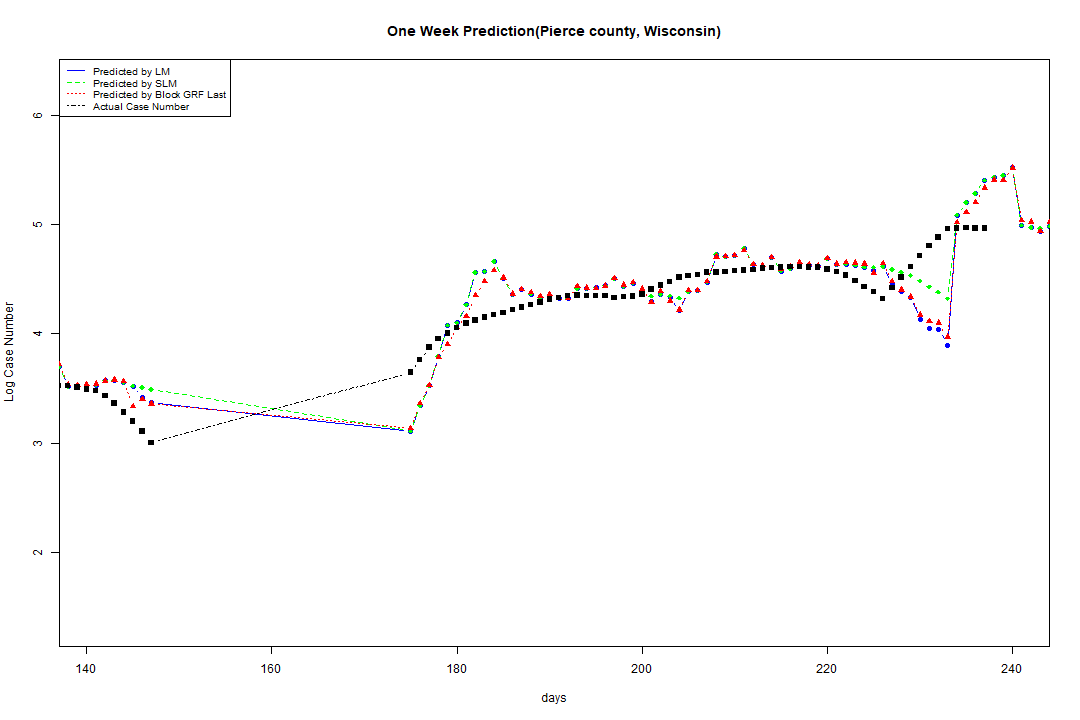 One Week Prediction(Pierce county, Wisconsin)
Predicted by LM
Predicted by SLM
Predicted by Block GRF Last
Actual Case Number
6
5
4
3
2
Log Case Number
140 160 180 200 220 240
days